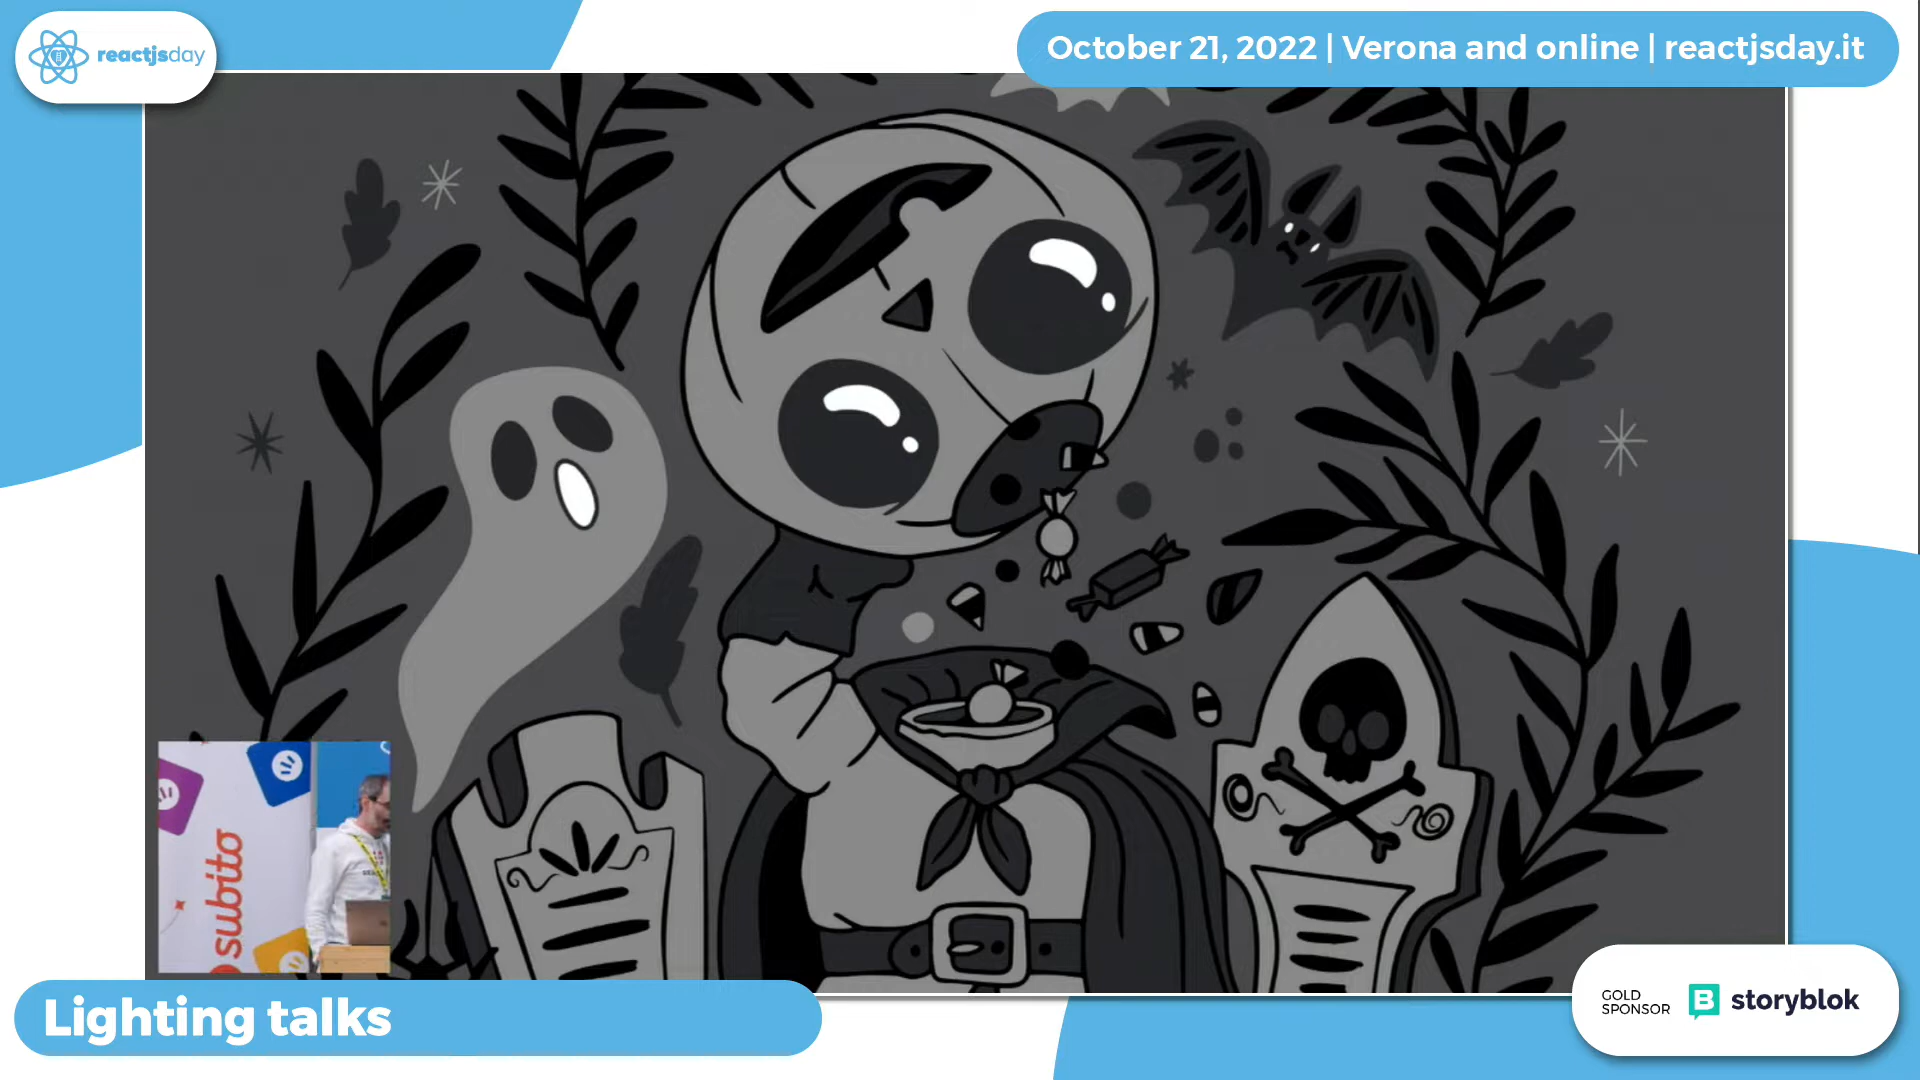 reactjsday
October 21, 2022 | Verona and online | reactjsday.it
subito
Lighting talks
GOLD
SPONSOR
B storyblok